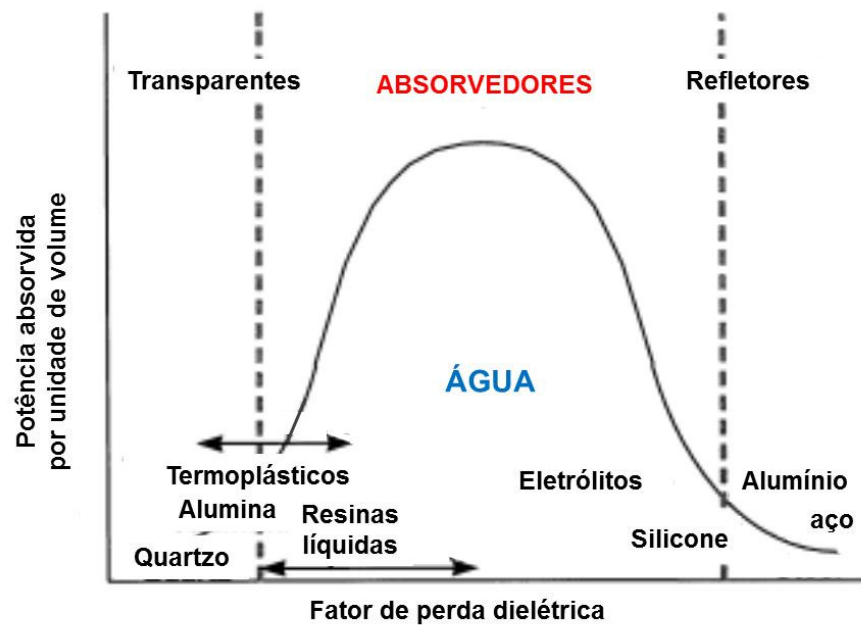 Transparentes
ABSORVEDORES
Refletores
Potência absorvida
por unidade de volume
ÁGUA
Termoplásticos
Alumina
Resinas
líquidas
Quartzo
Eletrólitos
Silicone
Alumínio
aço
Fator de perda dielétrica